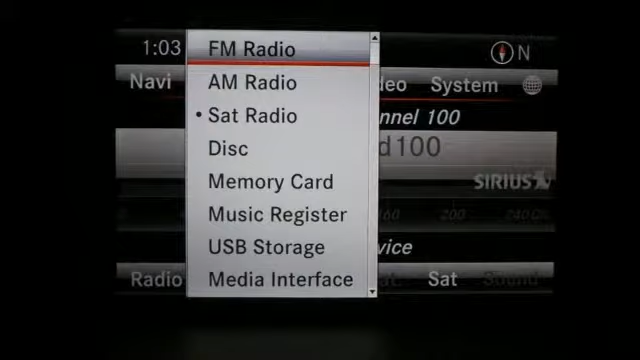 1:03
N
Navi
deo
System
FM Radio
AM Radio
• Sat Radio
Disc
Memory Card
Music Register
USB Storage
Media Interface
nnel 100
d100
SIRIUS
160 200 240
vice
Radio
Sat
Sound